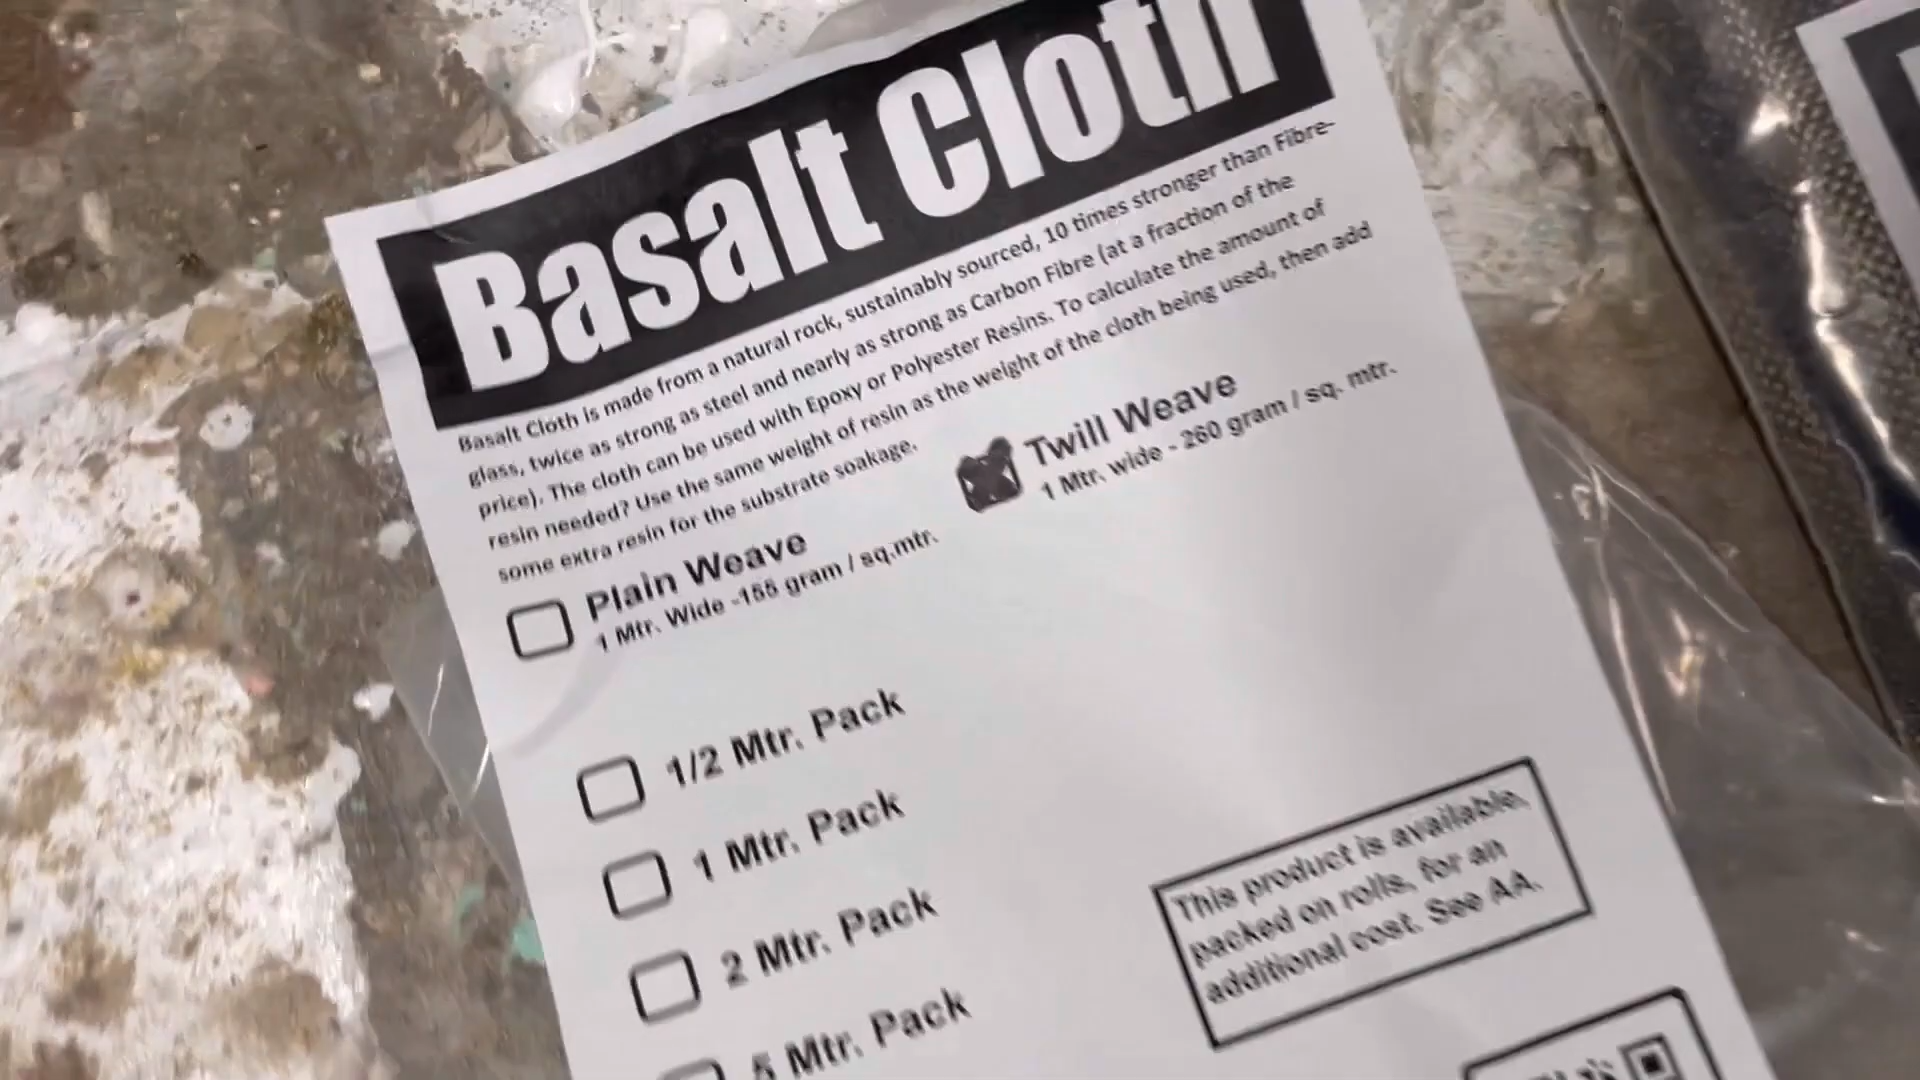 Basalt Cloth
Basalt Cloth is made from a natural rock, sustainably sourced, 10 times stronger than Fibre-
glass, twice as strong as steel and nearly as strong as Carbon Fibre (at a fraction of the
price). The cloth can be used with Epoxy or Polyester Resins. To calculate the amount of
resin needed? Use the same weight of resin as the weight of the cloth being used, then add
some extra resin for the substrate soakage.
Plain Weave
1 Mtr. Wide -155 gram / sq.mtr.
Twill Weave
1 Mtr. wide - 260 gram / sq. mtr.
1/2 Mtr. Pack
1 Mtr. Pack
2 Mtr. Pack
5 Mtr. Pack
This product is available,
packed on rolls, for an
additional cost. See AA.